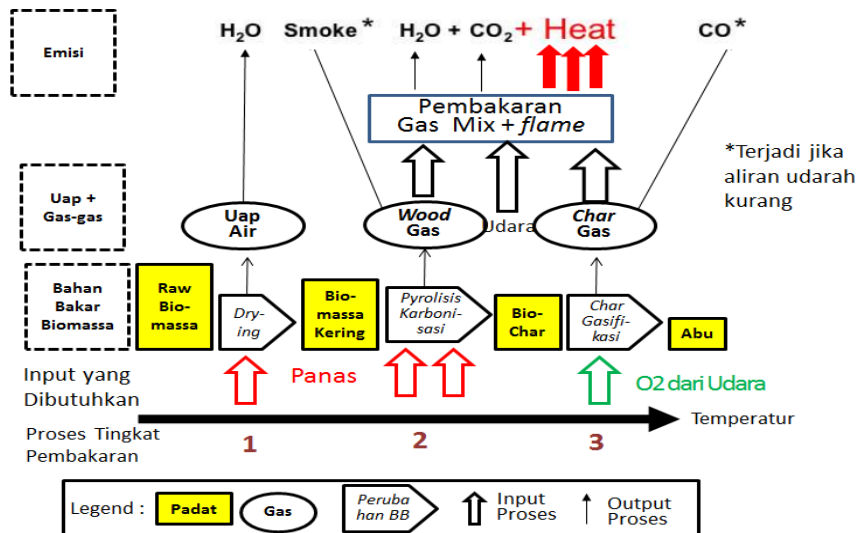 Emisi
H₂O
Smoke *
H₂O + CO₂ + Heat
CO*
Pembakaran
Gas Mix + flame
*Terjadi jika
aliran udarah
kurang
Uap +
Gas-gas
Uap
Air
Wood
Gas
Udara
Char
Gas
Bahan
Bakar
Biomassa
Raw
Bio-
massa
Dry-
ing
Bio-
massa
Kering
Pyrolisis
Karboni-
sasi
Bio-
Char
Char
Gasifi-
kasi
Abu
Input yang
Dibutuhkan
Panas
O2 dari Udara
Proses Tingkat
Pembakaran
1
2
3
Temperatur
Legend :
Padat
Gas
Peruba
han BB
Input
Proses
Output
Proses